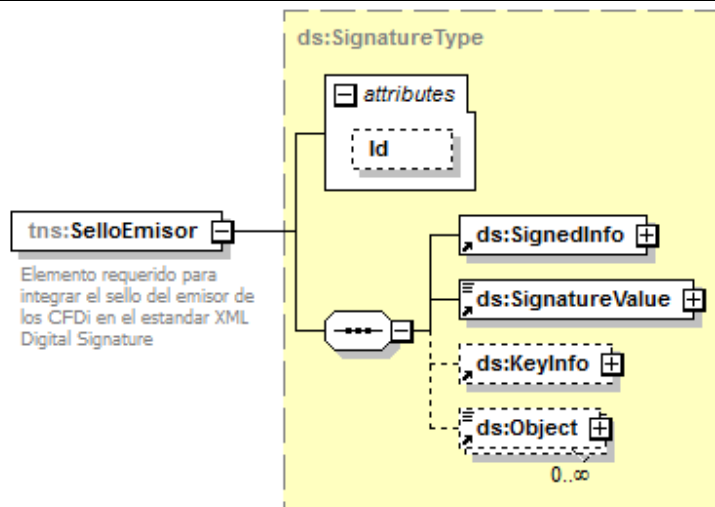 ds:SignatureType
attributes
Id
tns:SelloEmisor
Elemento requerido para
integrar el sello del emisor de
los CFDi en el estandar XML
Digital Signature
ds:SignedInfo
ds:SignatureValue
ds:KeyInfo
ds:Object
0..∞